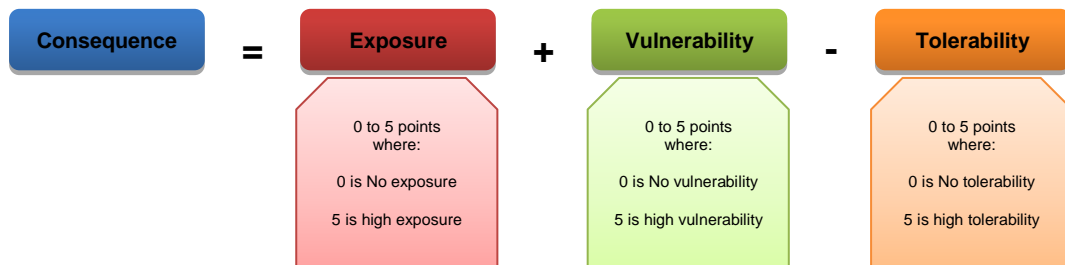 Consequence = Exposure + Vulnerability - Tolerability
0 to 5 points
where:
0 is No exposure
5 is high exposure
0 to 5 points
where:
0 is No vulnerability
5 is high vulnerability
0 to 5 points
where:
0 is No tolerability
5 is high tolerability